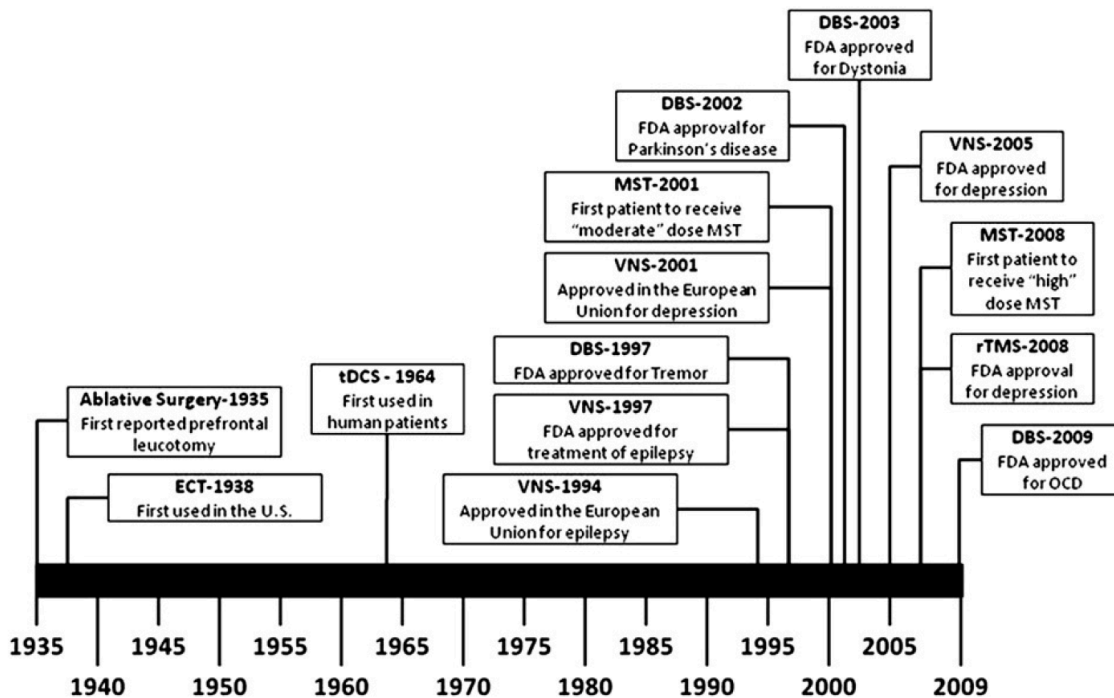 DBS-2003
FDA approved
for Dystonia
DBS-2002
FDA approval for
Parkinson's disease
VNS-2005
FDA approved
for depression
MST-2001
First patient to receive
"moderate" dose MST
MST-2008
First patient to
receive "high"
dose MST
VNS-2001
Approved in the European
Union for depression
DBS-1997
FDA approved for Tremor
rTMS-2008
FDA approval
for depression
tDCS - 1964
First used in
human patients
Ablative Surgery-1935
First reported prefrontal
leucotomy
VNS-1997
FDA approved for
treatment of epilepsy
DBS-2009
FDA approved
for OCD
ECT-1938
First used in the U.S.
VNS-1994
Approved in the European
Union for epilepsy
1935 1945 1955 1965 1975 1985 1995 2005
1940 1950 1960 1970 1980 1990 2000 2009